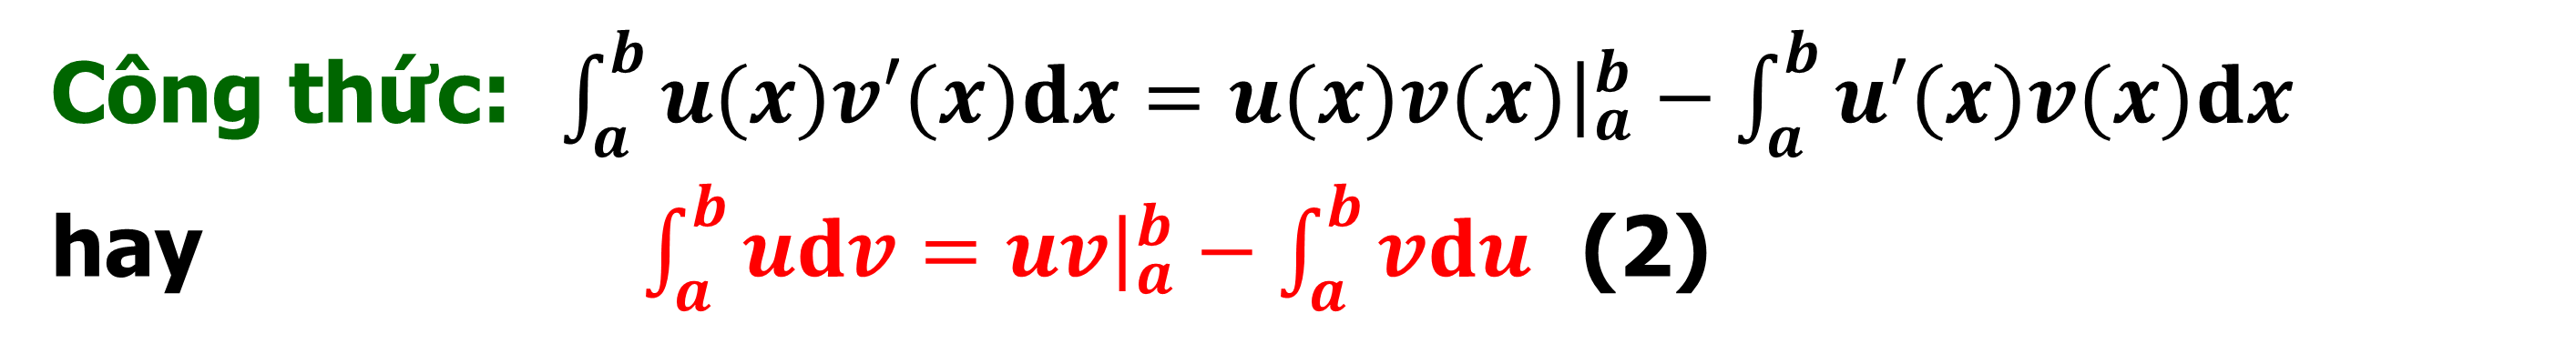 Công thức: ∫ₐᵇ u(x)v′(x)dx = u(x)v(x)|ₐᵇ − ∫ₐᵇ u′(x)v(x)dx
hay ∫ₐᵇ udv = uv|ₐᵇ − ∫ₐᵇ vdu (2)